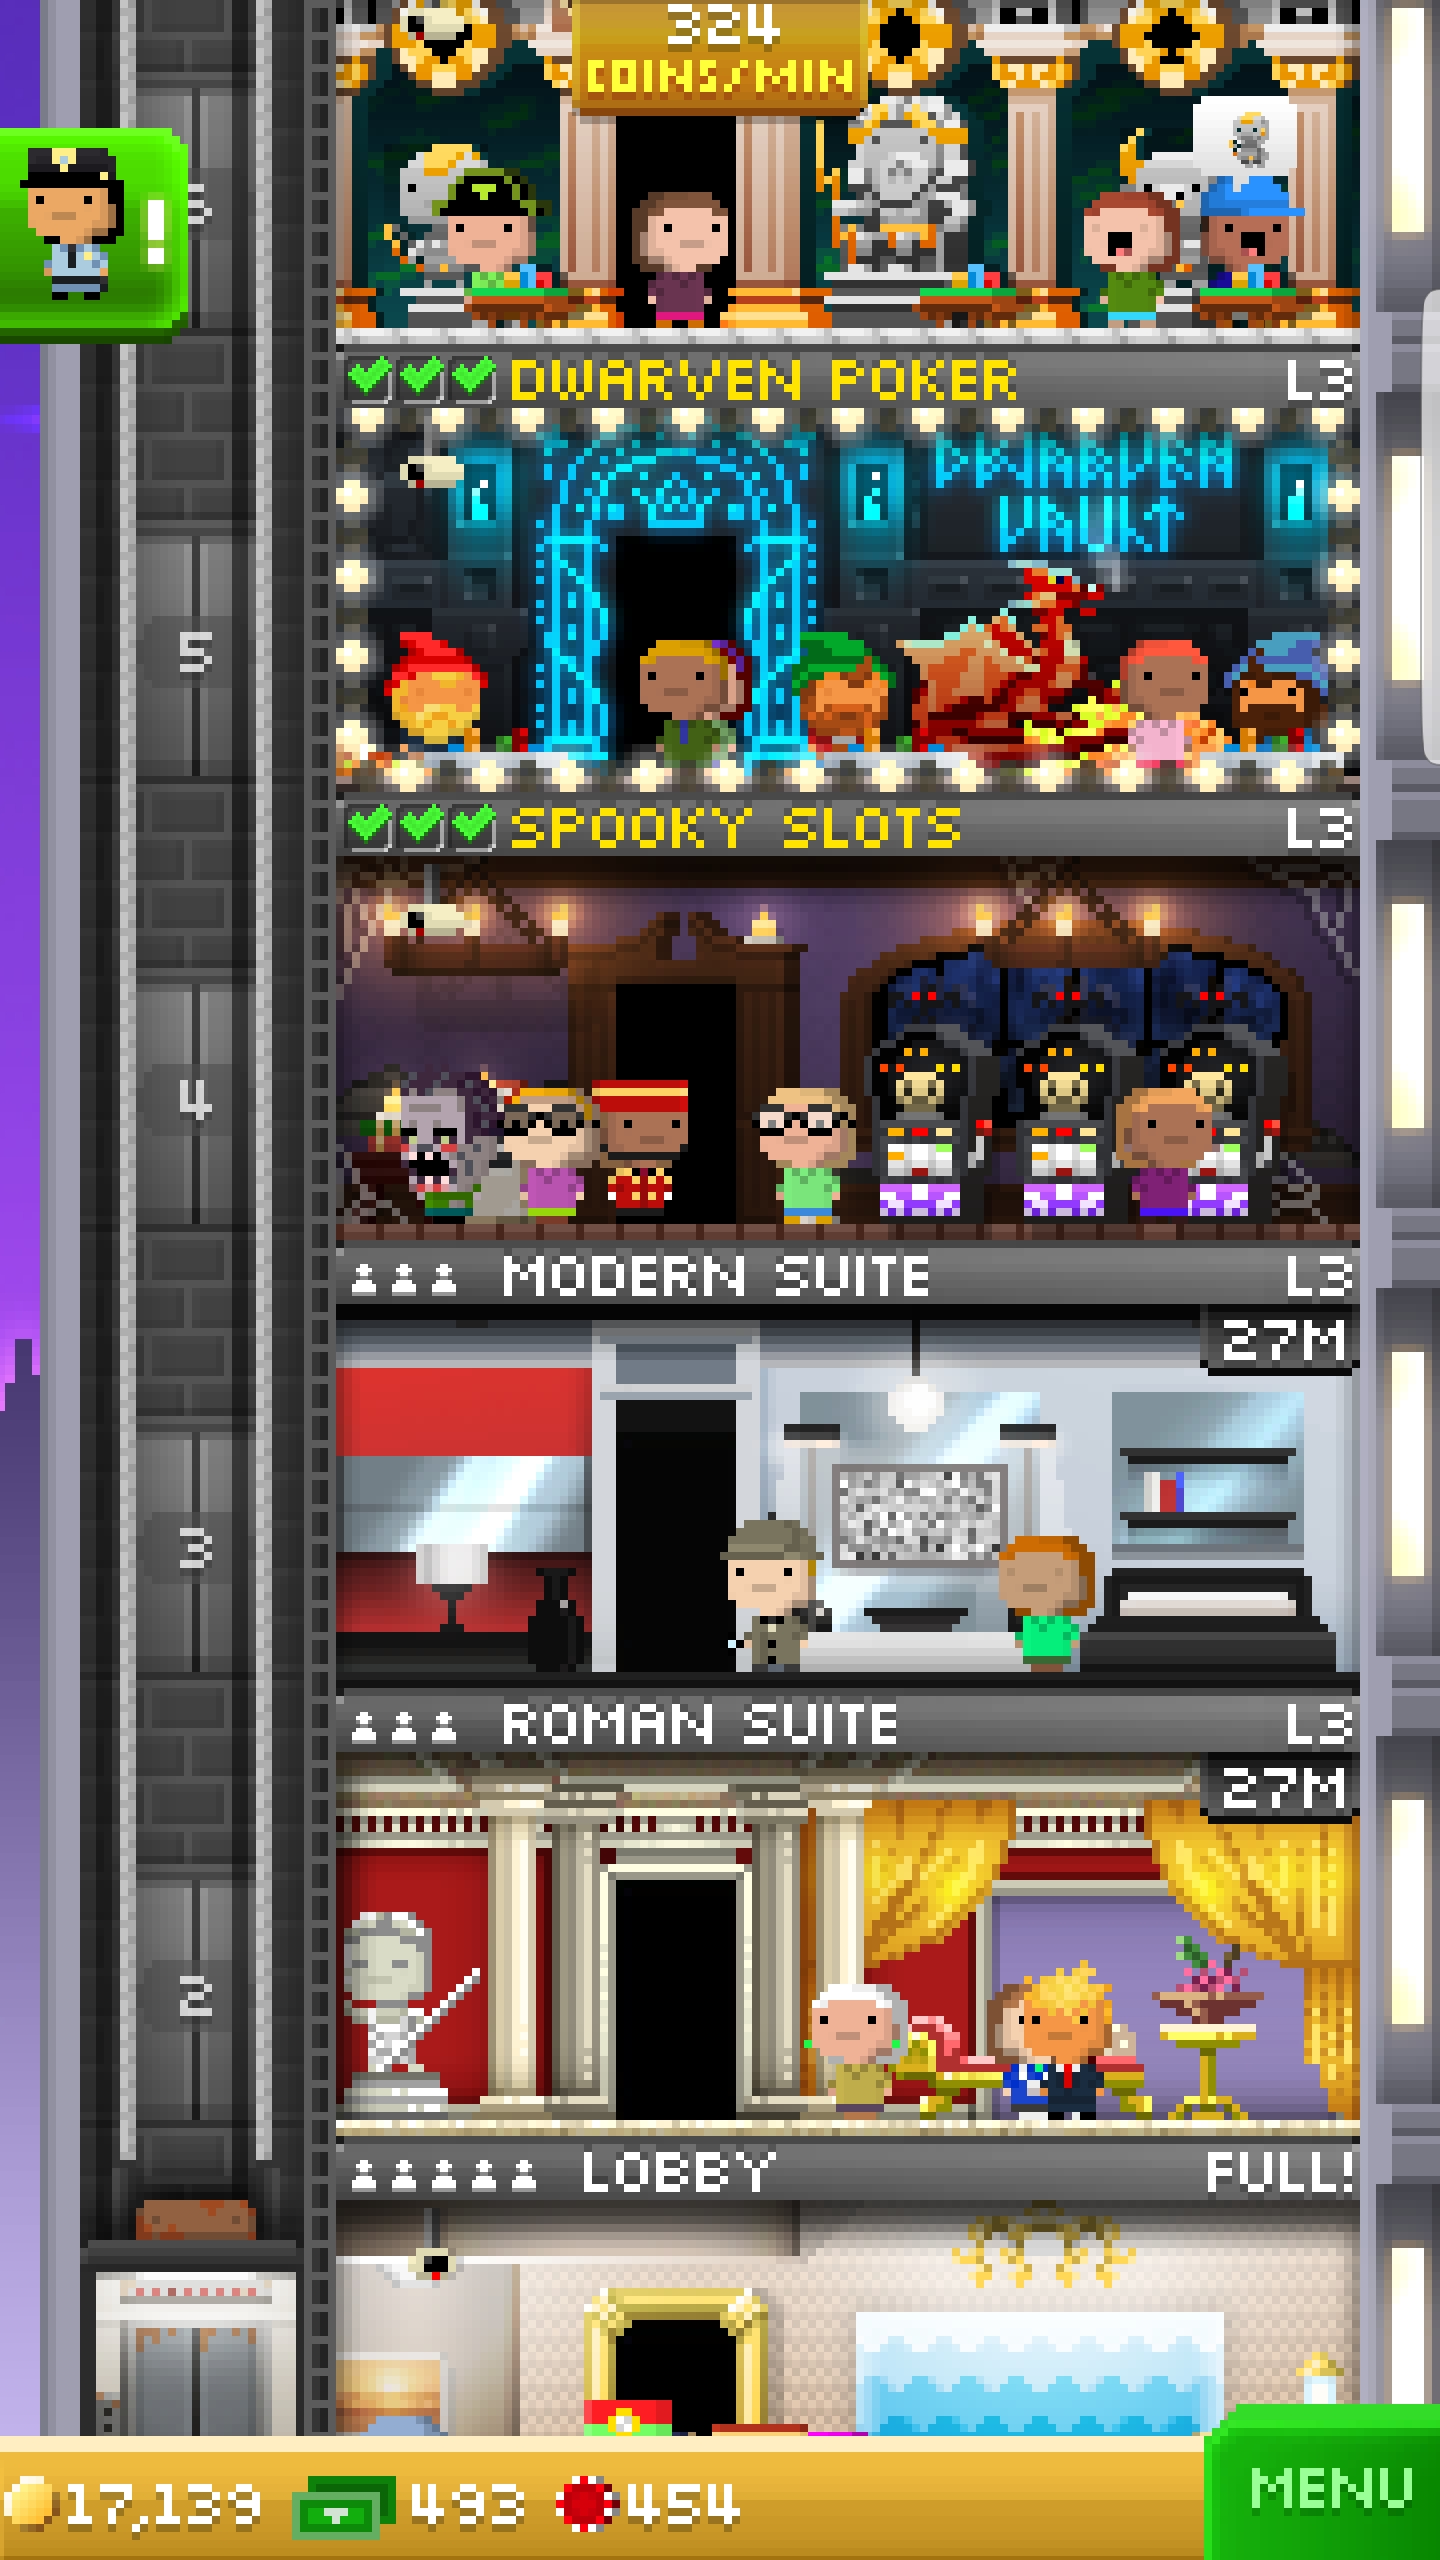 324
COINS/MIN
!
DWARVEN POKER L3
DWARVEN
VAULT
5
SPOOKY SLOTS L3
4
MODERN SUITE L3
27M
3
ROMAN SUITE L3
27M
2
LOBBY FULL!
17,139 493 454
MENU